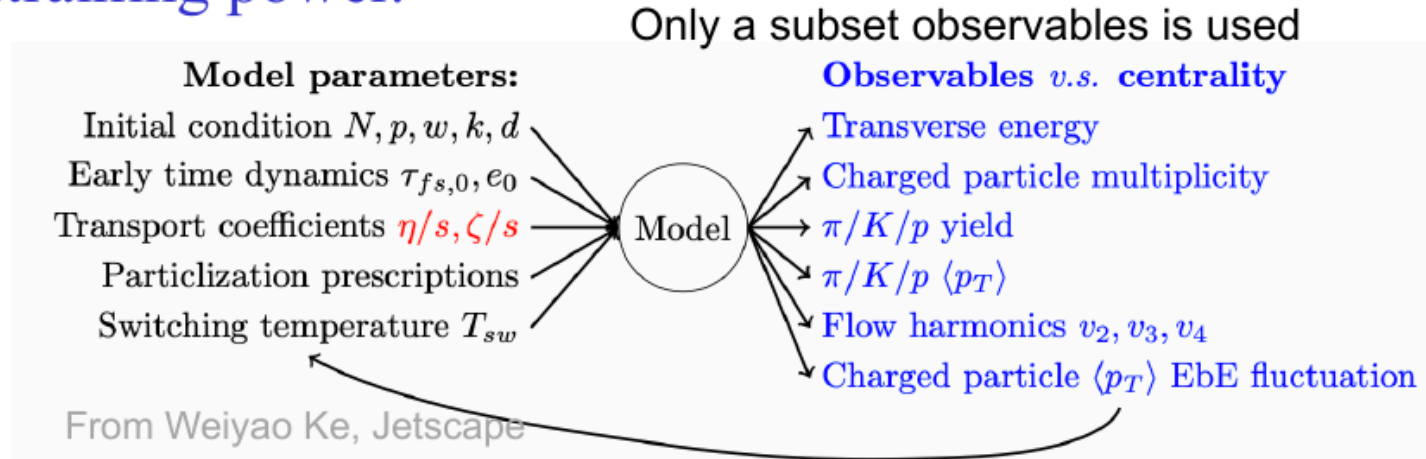 training power.
Only a subset observables is used
Model parameters:
Initial condition N, p, w, k, d
Early time dynamics τ_{fs,0}, e_0
Transport coefficients η/s, ζ/s
Particlization prescriptions
Switching temperature T_{sw}
Model
Observables v.s. centrality
Transverse energy
Charged particle multiplicity
π/K/p yield
π/K/p ⟨p_T⟩
Flow harmonics v_2, v_3, v_4
Charged particle ⟨p_T⟩ EbE fluctuation
From Weiyao Ke, Jetscape